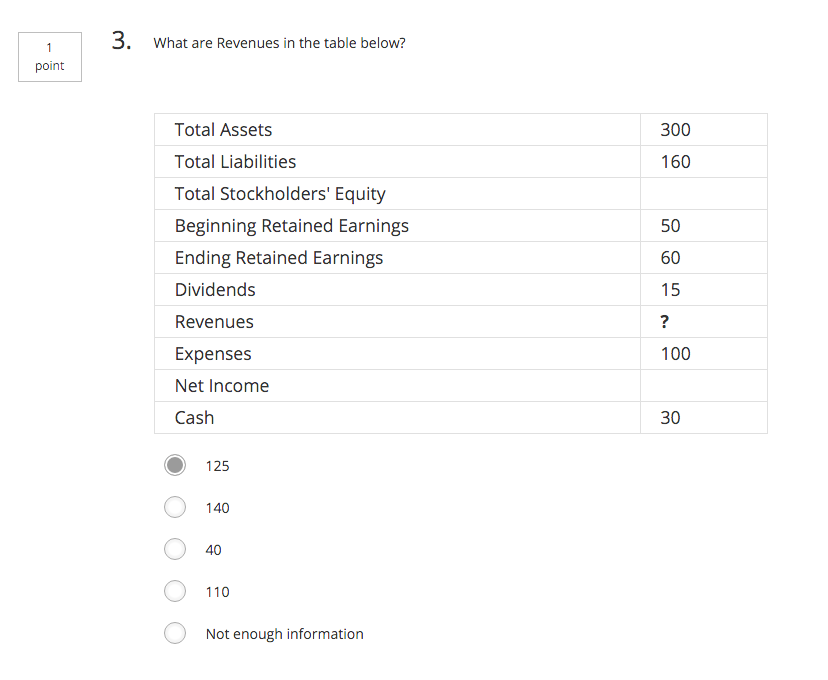 1
point
3. What are Revenues in the table below?
Total Assets 300
Total Liabilities 160
Total Stockholders' Equity
Beginning Retained Earnings 50
Ending Retained Earnings 60
Dividends 15
Revenues ?
Expenses 100
Net Income
Cash 30
125
140
40
110
Not enough information